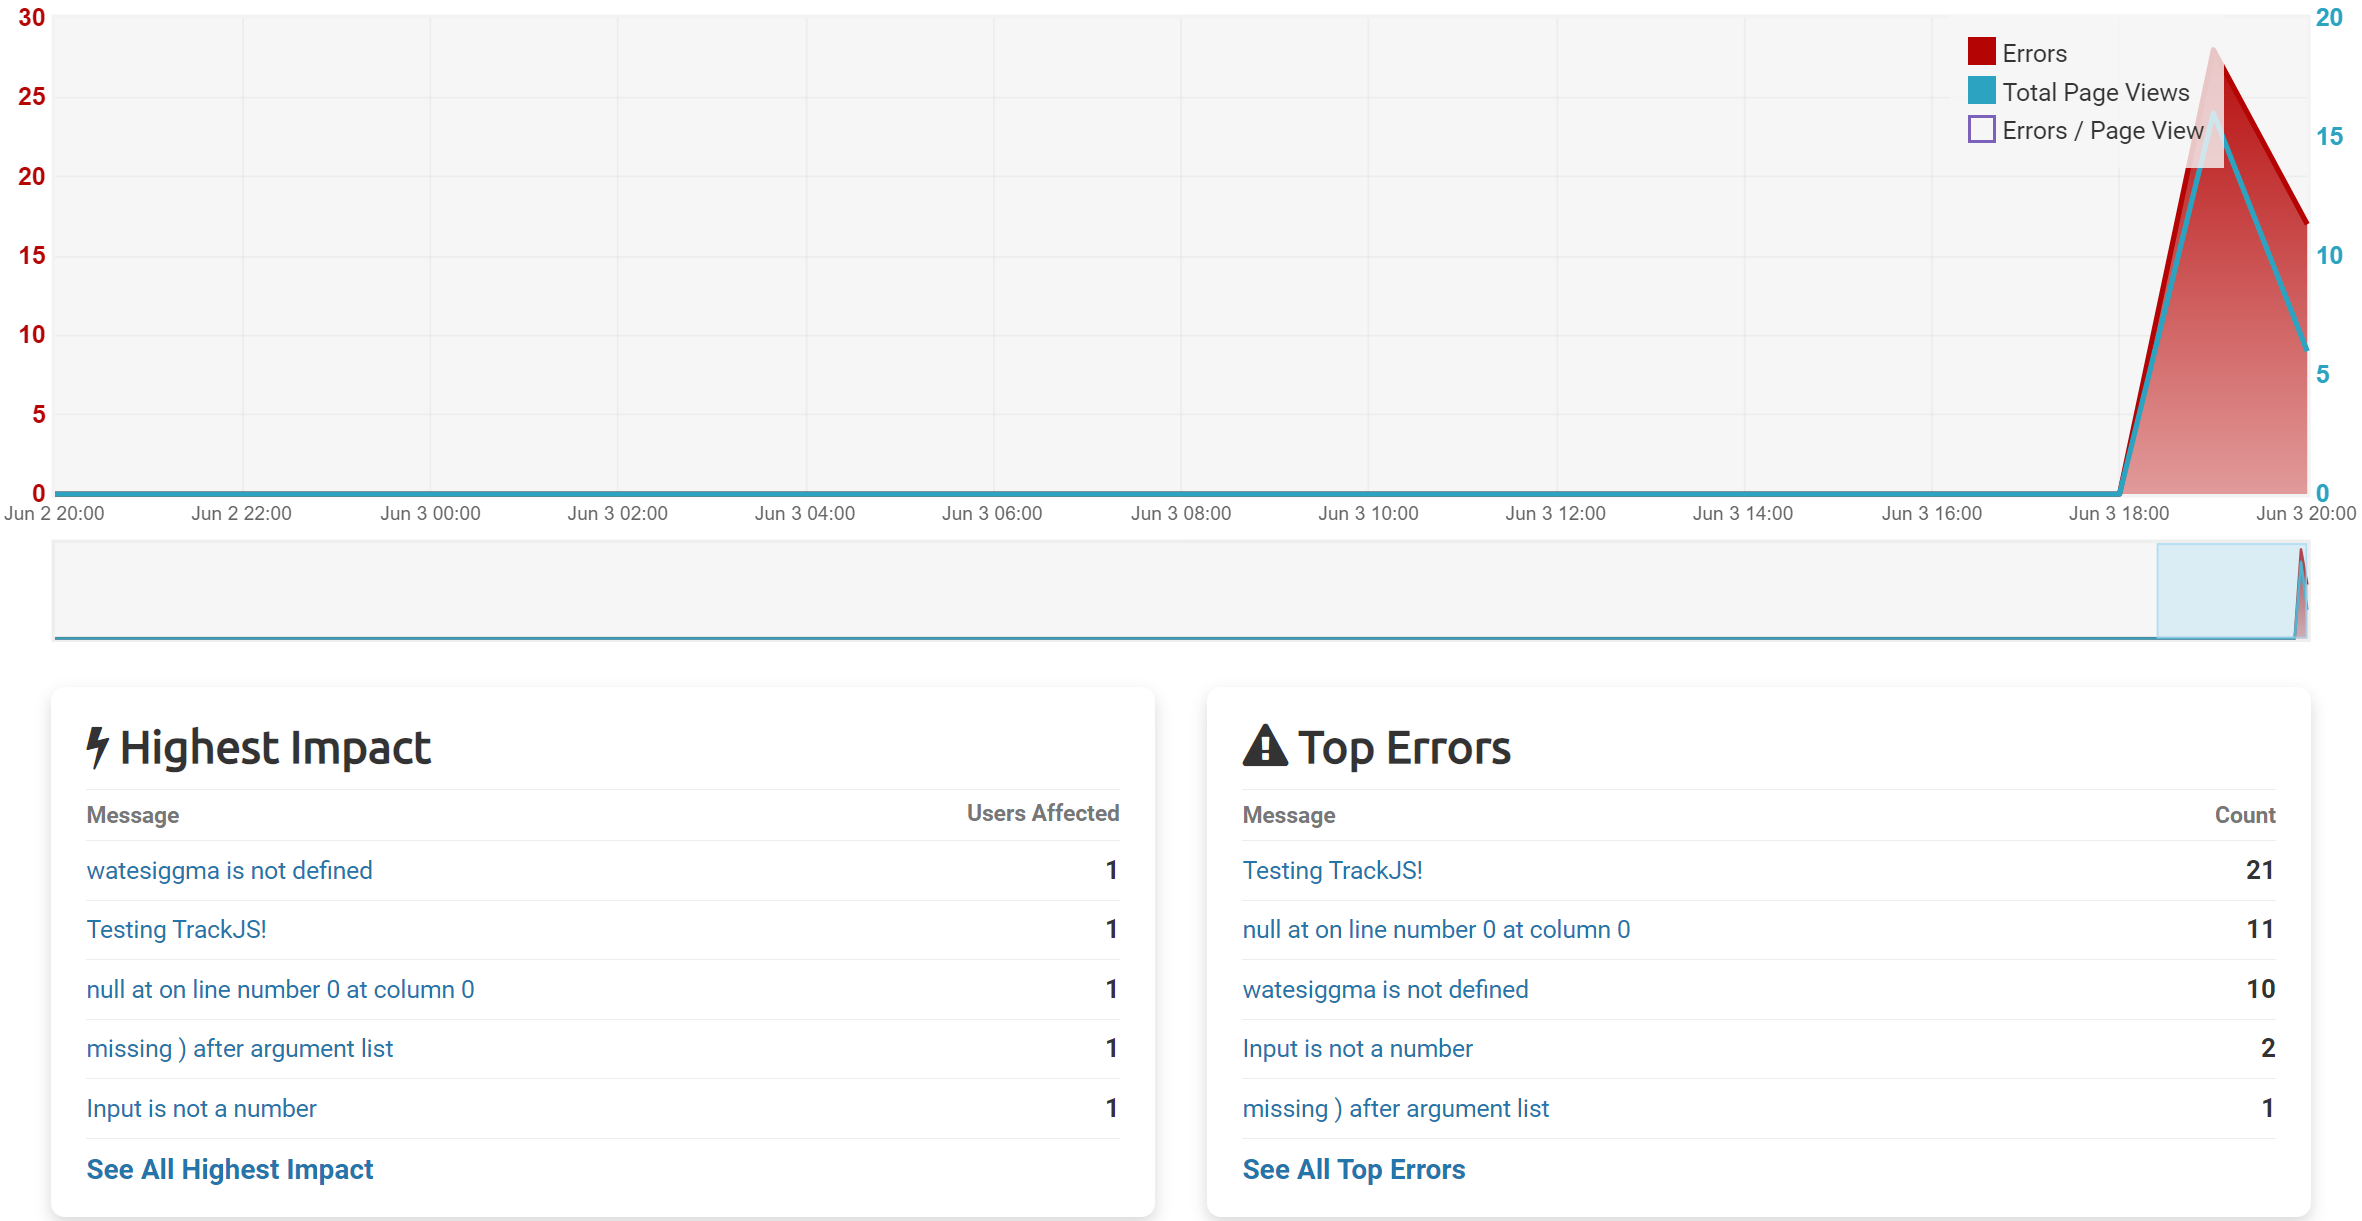 30
25
20
15
10
5
0
20
15
10
5
0
Errors
Total Page Views
Errors / Page View
Jun 2 20:00 Jun 2 22:00 Jun 3 00:00 Jun 3 02:00 Jun 3 04:00 Jun 3 06:00 Jun 3 08:00 Jun 3 10:00 Jun 3 12:00 Jun 3 14:00 Jun 3 16:00 Jun 3 18:00 Jun 3 20:00
Highest Impact
Message Users Affected
watesiggma is not defined 1
Testing TrackJS! 1
null at on line number 0 at column 0 1
missing ) after argument list 1
Input is not a number 1
See All Highest Impact
Top Errors
Message Count
Testing TrackJS! 21
null at on line number 0 at column 0 11
watesiggma is not defined 10
Input is not a number 2
missing ) after argument list 1
See All Top Errors